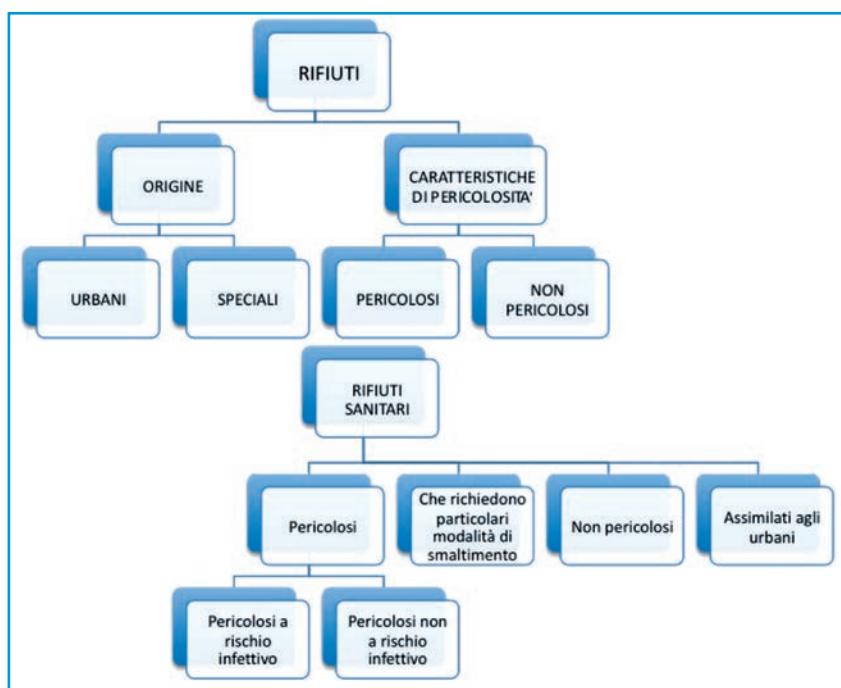 RIFIUTI
ORIGINE
CARATTERISTICHE
DI PERICOLOSITA'
URBANI
SPECIALI
PERICOLOSI
NON
PERICOLOSI
RIFIUTI
SANITARI
Pericolosi
Che richiedono
particolari
modalità di
smaltimento
Non pericolosi
Assimilati agli
urbani
Pericolosi a
rischio
infettivo
Pericolosi non
a rischio
infettivo